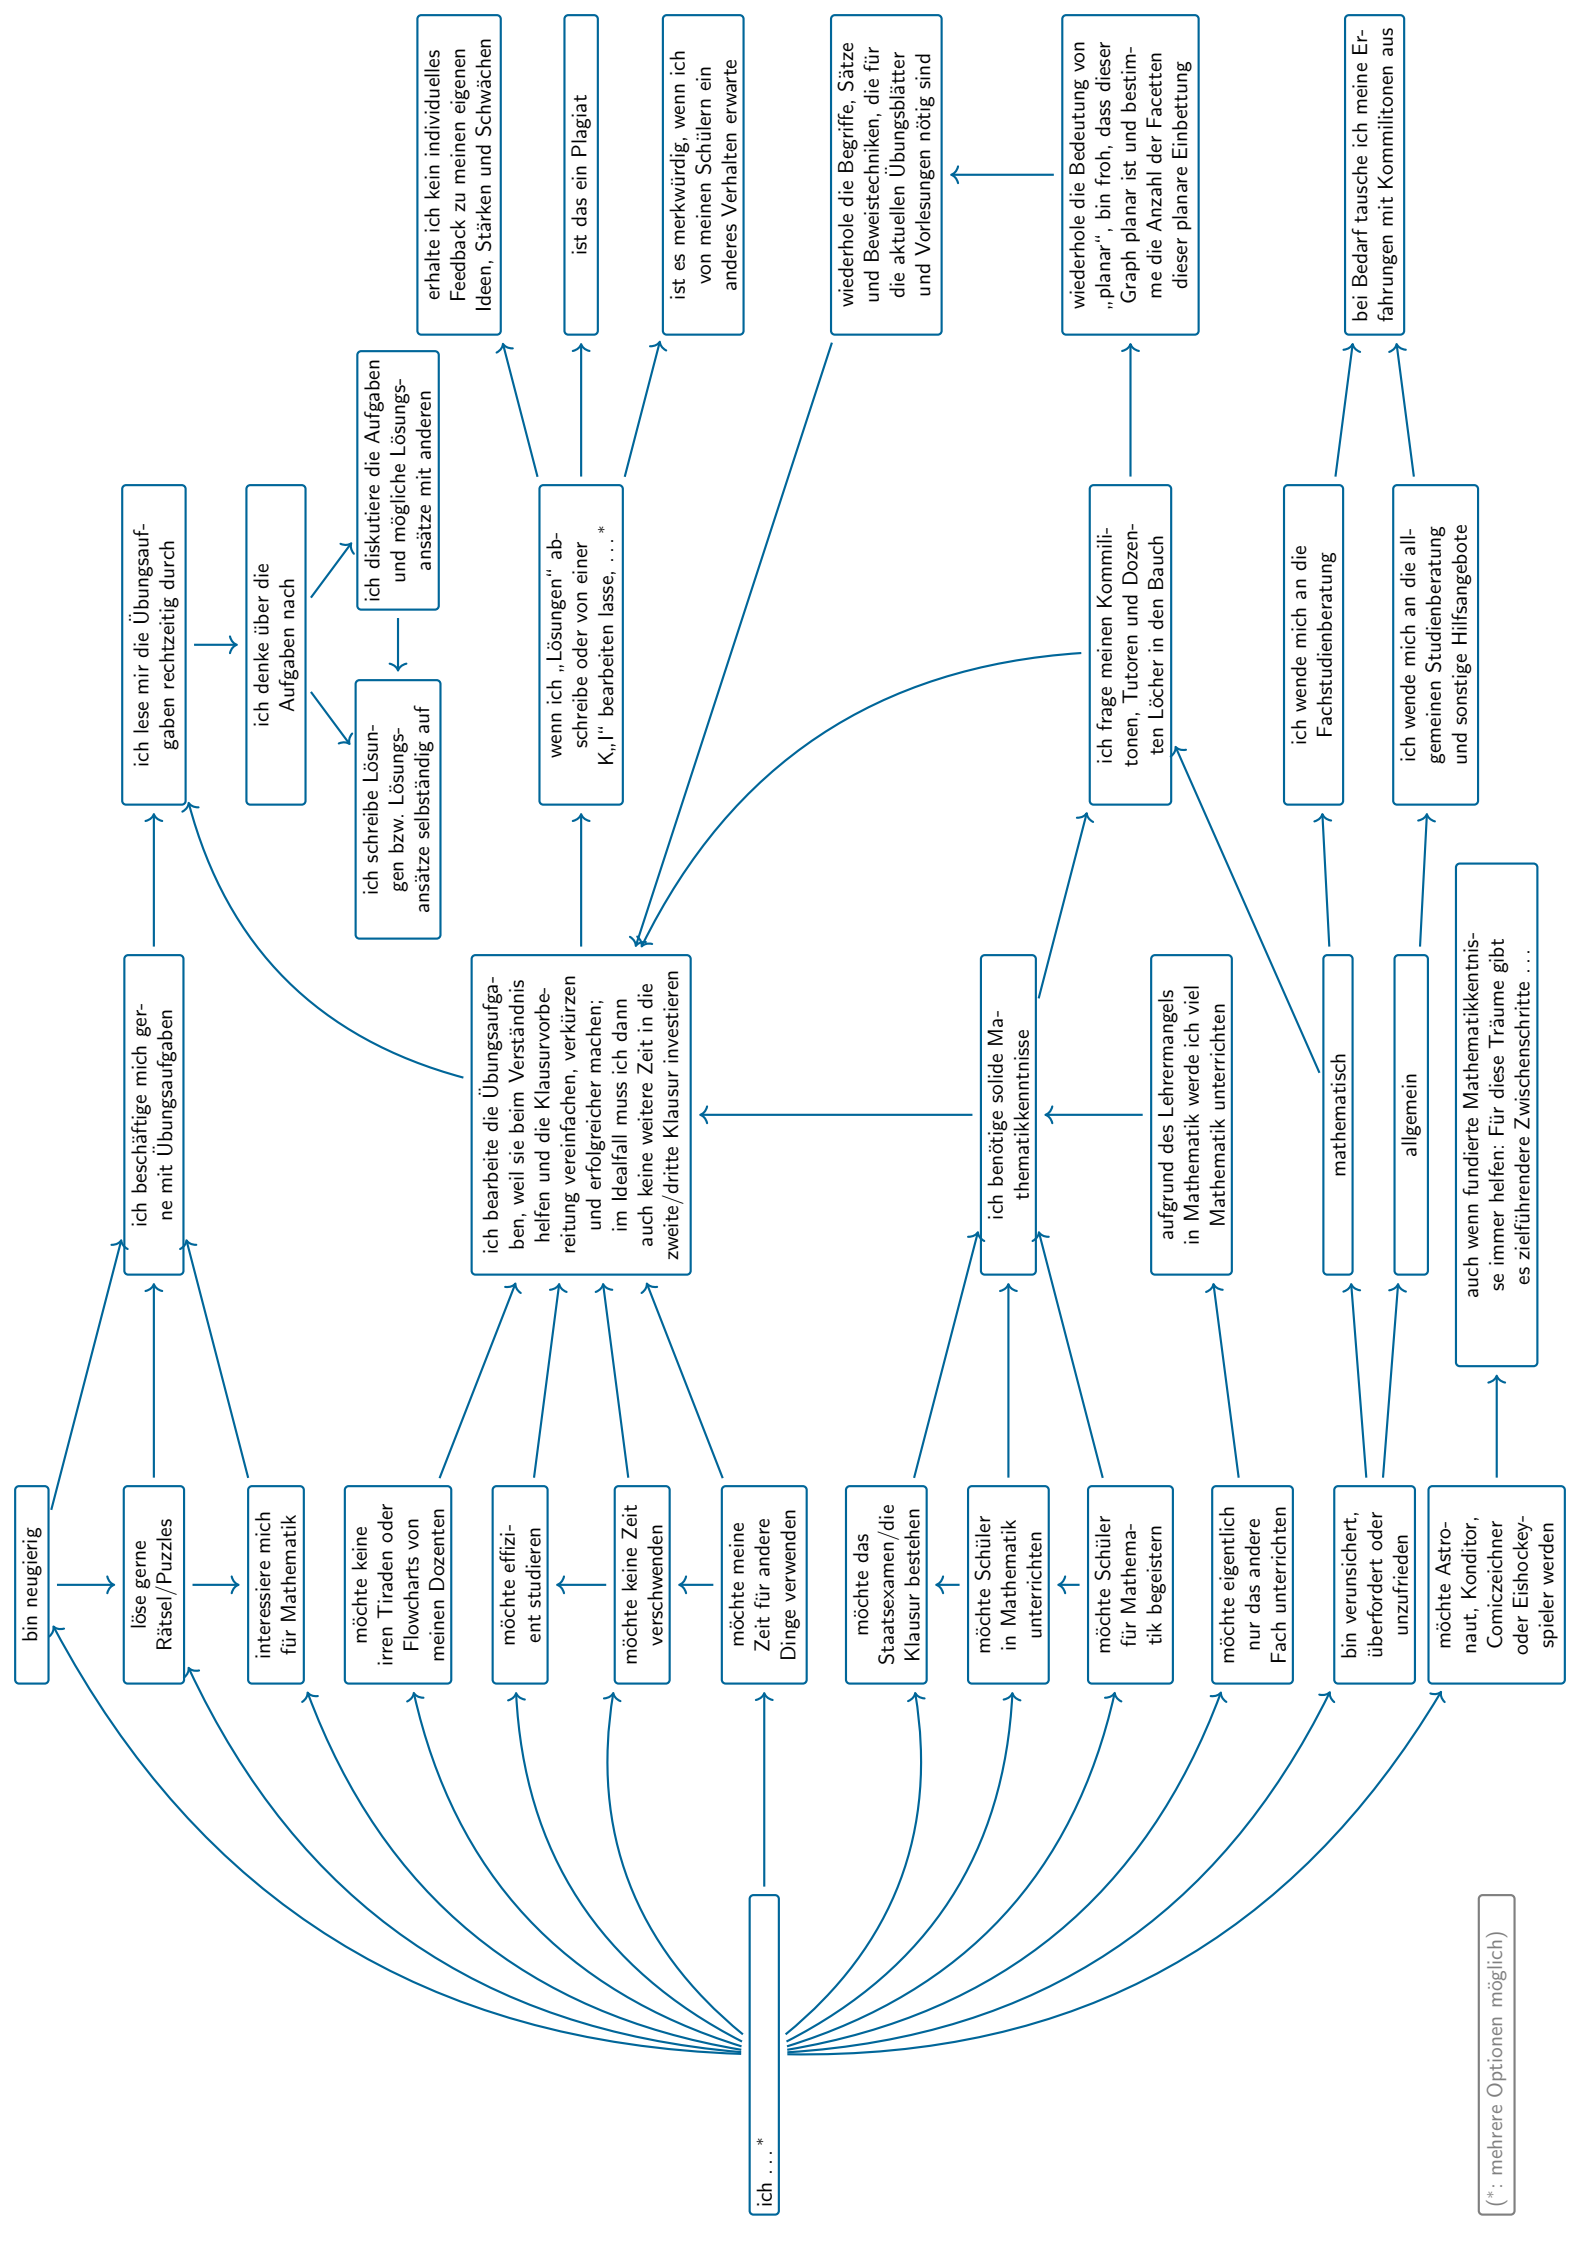 ich … *
bin neugierig
löse gerne
Rätsel/Puzzles
interessiere mich
für Mathematik
möchte keine
irren Tiraden oder
Flowcharts von
meinen Dozenten
möchte effizi-
ent studieren
möchte keine Zeit
verschwenden
möchte meine
Zeit für andere
Dinge verwenden
möchte das
Staatsexamen/die
Klausur bestehen
möchte Schüler
in Mathematik
unterrichten
möchte Schüler
für Mathema-
tik begeistern
möchte eigentlich
nur das andere
Fach unterrichten
bin verunsichert,
überfordert oder
unzufrieden
möchte Astro-
naut, Konditor,
Comiczeichner
oder Eishockey-
spieler werden
ich beschäftige mich ger-
ne mit Übungsaufgaben
ich bearbeite die Übungsaufga-
ben, weil sie beim Verständnis
helfen und die Klausurvorbe-
reitung vereinfachen, verkürzen
und erfolgreicher machen;
im Idealfall muss ich dann
auch keine weitere Zeit in die
zweite/dritte Klausur investieren
ich benötige solide Ma-
thematikkenntnisse
aufgrund des Lehrermangels
in Mathematik werde ich viel
Mathematik unterrichten
mathematisch
allgemein
auch wenn fundierte Mathematikkentnis-
se immer helfen: Für diese Träume gibt
es zielführendere Zwischenschritte …
ich lese mir die Übungsauf-
gaben rechtzeitig durch
ich denke über die
Aufgaben nach
ich schreibe Lösun-
gen bzw. Lösungs-
ansätze selbständig auf
ich diskutiere die Aufgaben
und mögliche Lösungs-
ansätze mit anderen
wenn ich „Lösungen“ ab-
schreibe oder von einer
K„I“ bearbeiten lasse, … *
ich frage meinen Kommili-
tonen, Tutoren und Dozen-
ten Löcher in den Bauch
ich wende mich an die
Fachstudienberatung
ich wende mich an die all-
gemeinen Studienberatung
und sonstige Hilfsangebote
erhalte ich kein individuelles
Feedback zu meinen eigenen
Ideen, Stärken und Schwächen
ist das ein Plagiat
ist es merkwürdig, wenn ich
von meinen Schülern ein
anderes Verhalten erwarte
wiederhole die Begriffe, Sätze
und Beweistechniken, die für
die aktuellen Übungsblätter
und Vorlesungen nötig sind
wiederhole die Bedeutung von
„planar“, bin froh, dass dieser
Graph planar ist und bestim-
me die Anzahl der Facetten
dieser planare Einbettung
bei Bedarf tausche ich meine Er-
fahrungen mit Kommilitonen aus
(*: mehrere Optionen möglich)